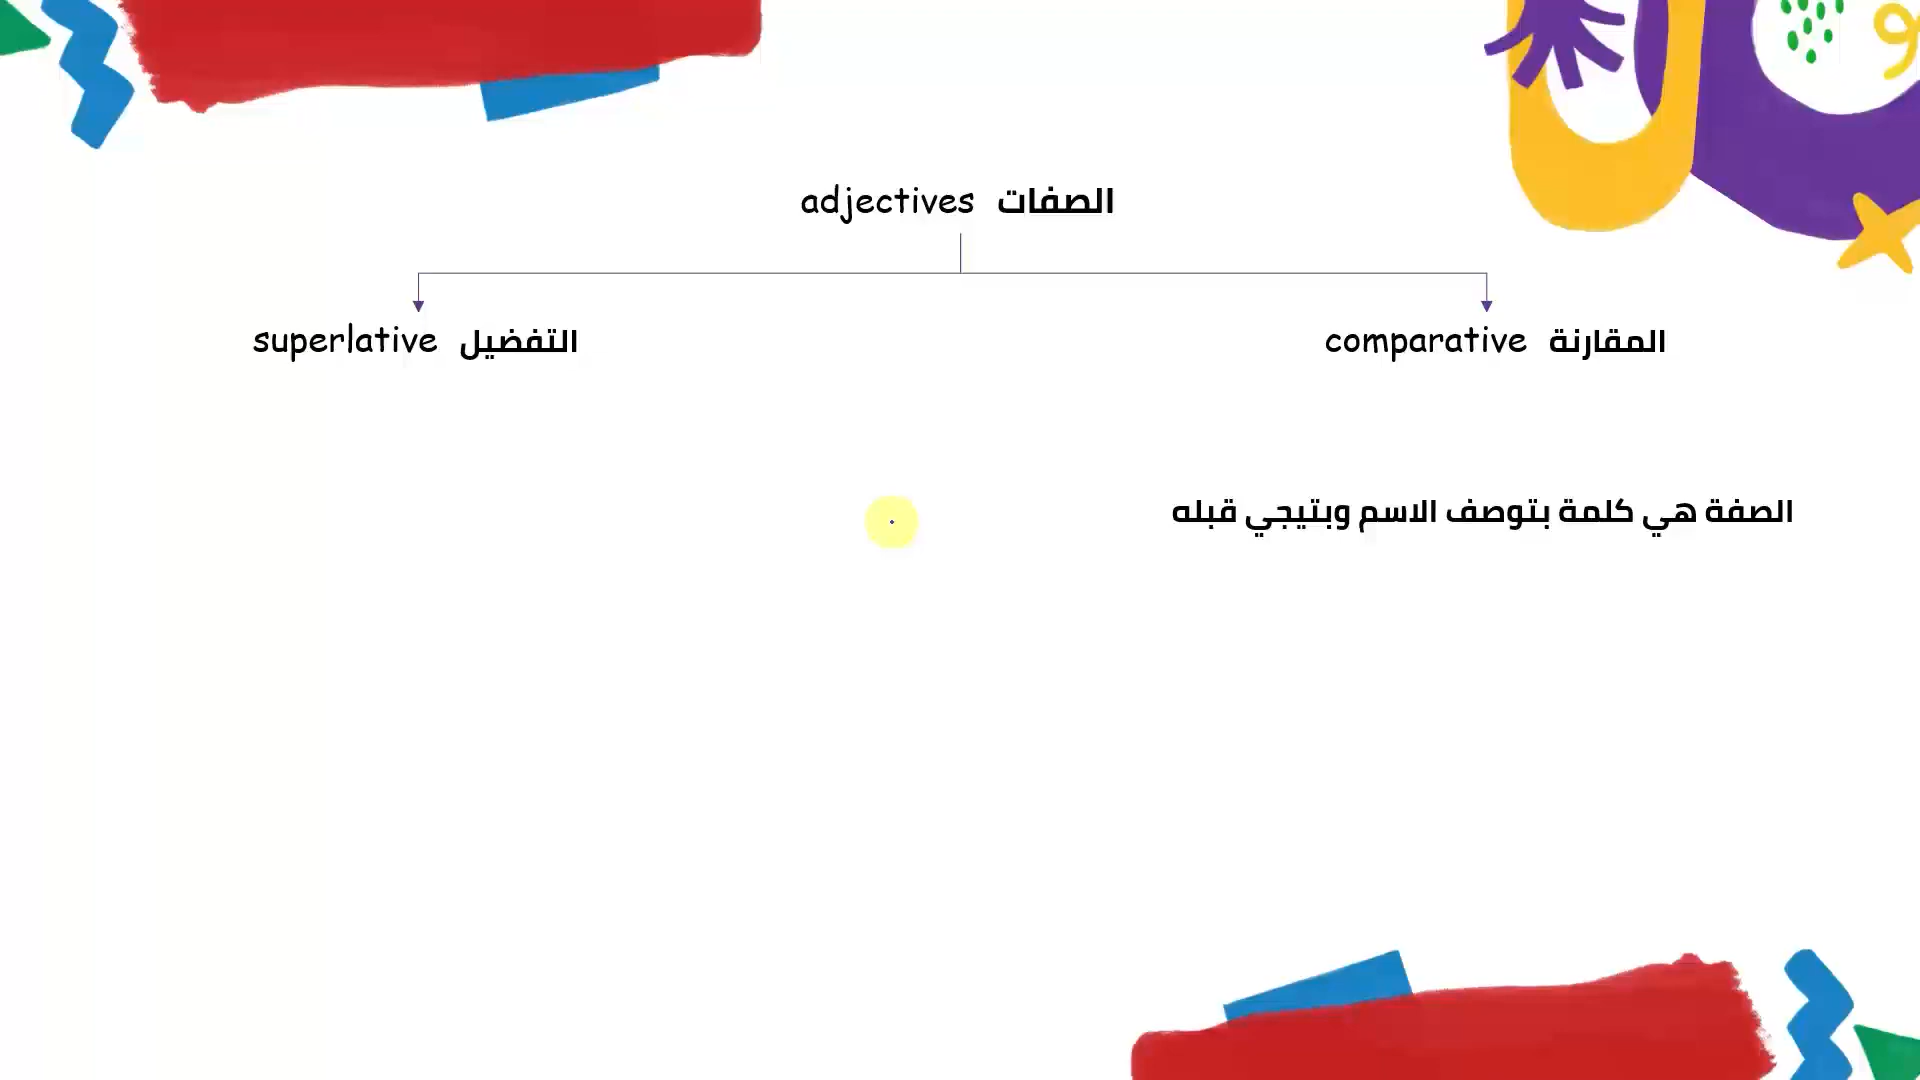 adjectives الصفات
superlative التفضيل
comparative المقارنة
الصفة هي كلمة بتوصف الاسم وبتيجي قبله